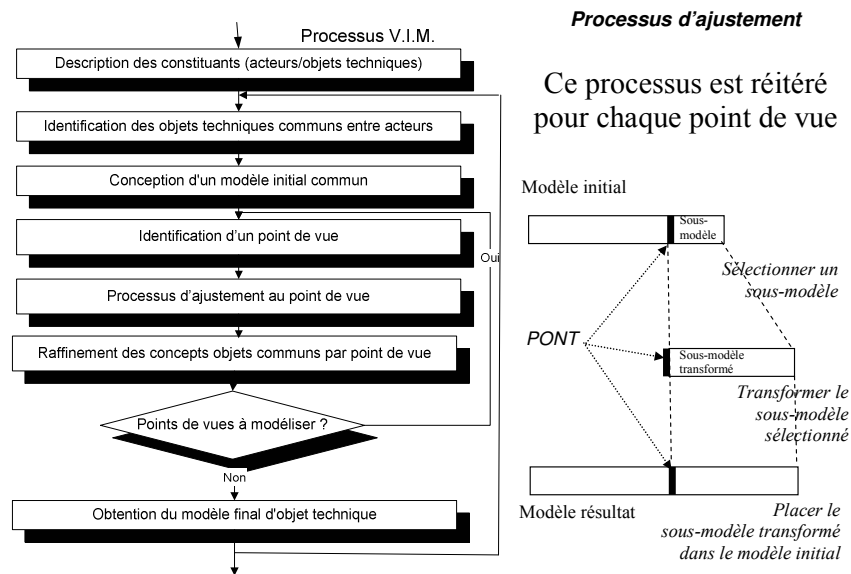 Processus V.I.M.
Description des constituants (acteurs/objets techniques)
Identification des objets techniques communs entre acteurs
Conception d'un modèle initial commun
Identification d'un point de vue
Oui
Processus d'ajustement au point de vue
Raffinement des concepts objets communs par point de vue
Points de vues à modéliser ?
Non
Obtention du modèle final d'objet technique
Processus d'ajustement
Ce processus est réitéré
pour chaque point de vue
Modèle initial
Sous-
modèle
Sélectionner un
sous-modèle
PONT
Sous-modèle
transformé
Transformer le
sous-modèle
sélectionné
Modèle résultat
Placer le
sous-modèle transformé
dans le modèle initial